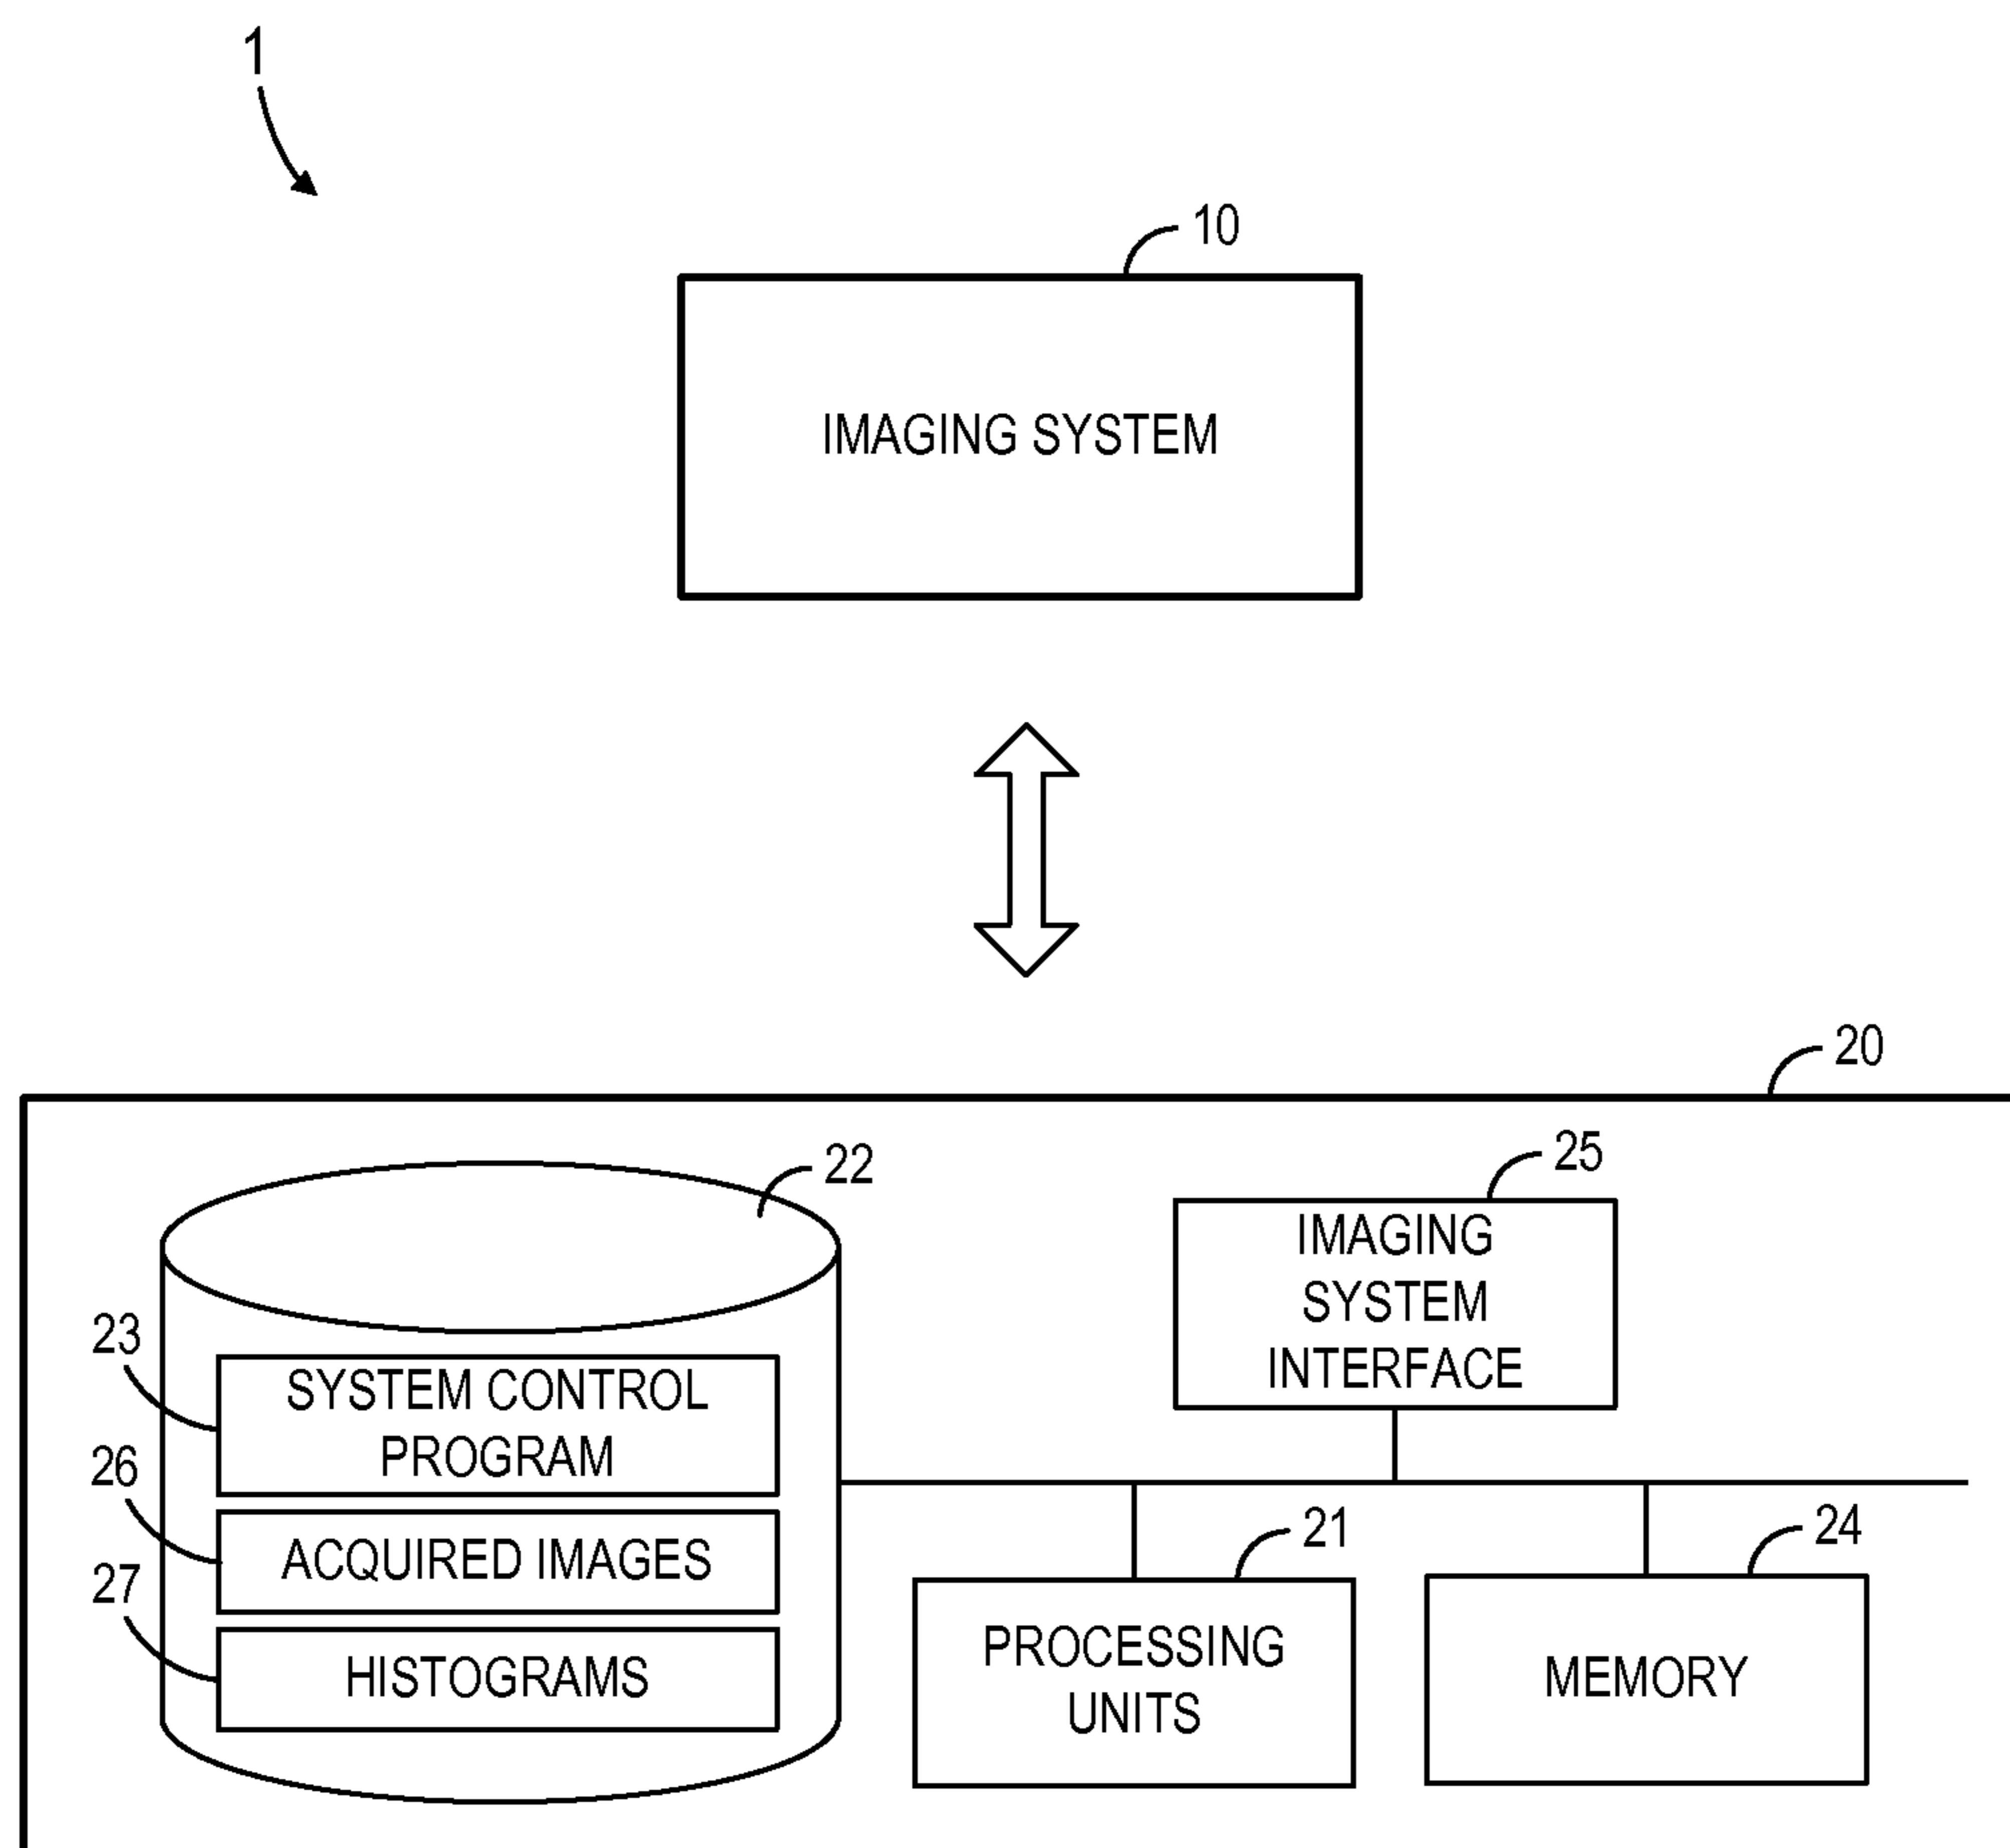 1
10
IMAGING SYSTEM
20
22
25
IMAGING
SYSTEM
INTERFACE
23
SYSTEM CONTROL
PROGRAM
26
ACQUIRED IMAGES
27
HISTOGRAMS
21
PROCESSING
UNITS
24
MEMORY